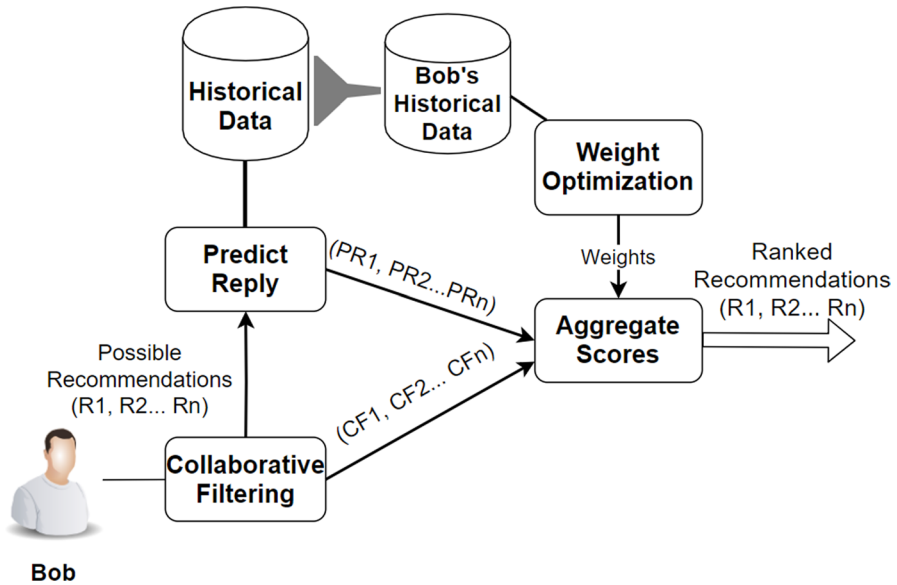 Historical
Data
Bob's
Historical
Data
Weight
Optimization
Predict
Reply
(PR1, PR2...PRn)
Weights
Ranked
Recommendations
(R1, R2... Rn)
Aggregate
Scores
Possible
Recommendations
(R1, R2... Rn)
(CF1, CF2... CFn)
Collaborative
Filtering
Bob